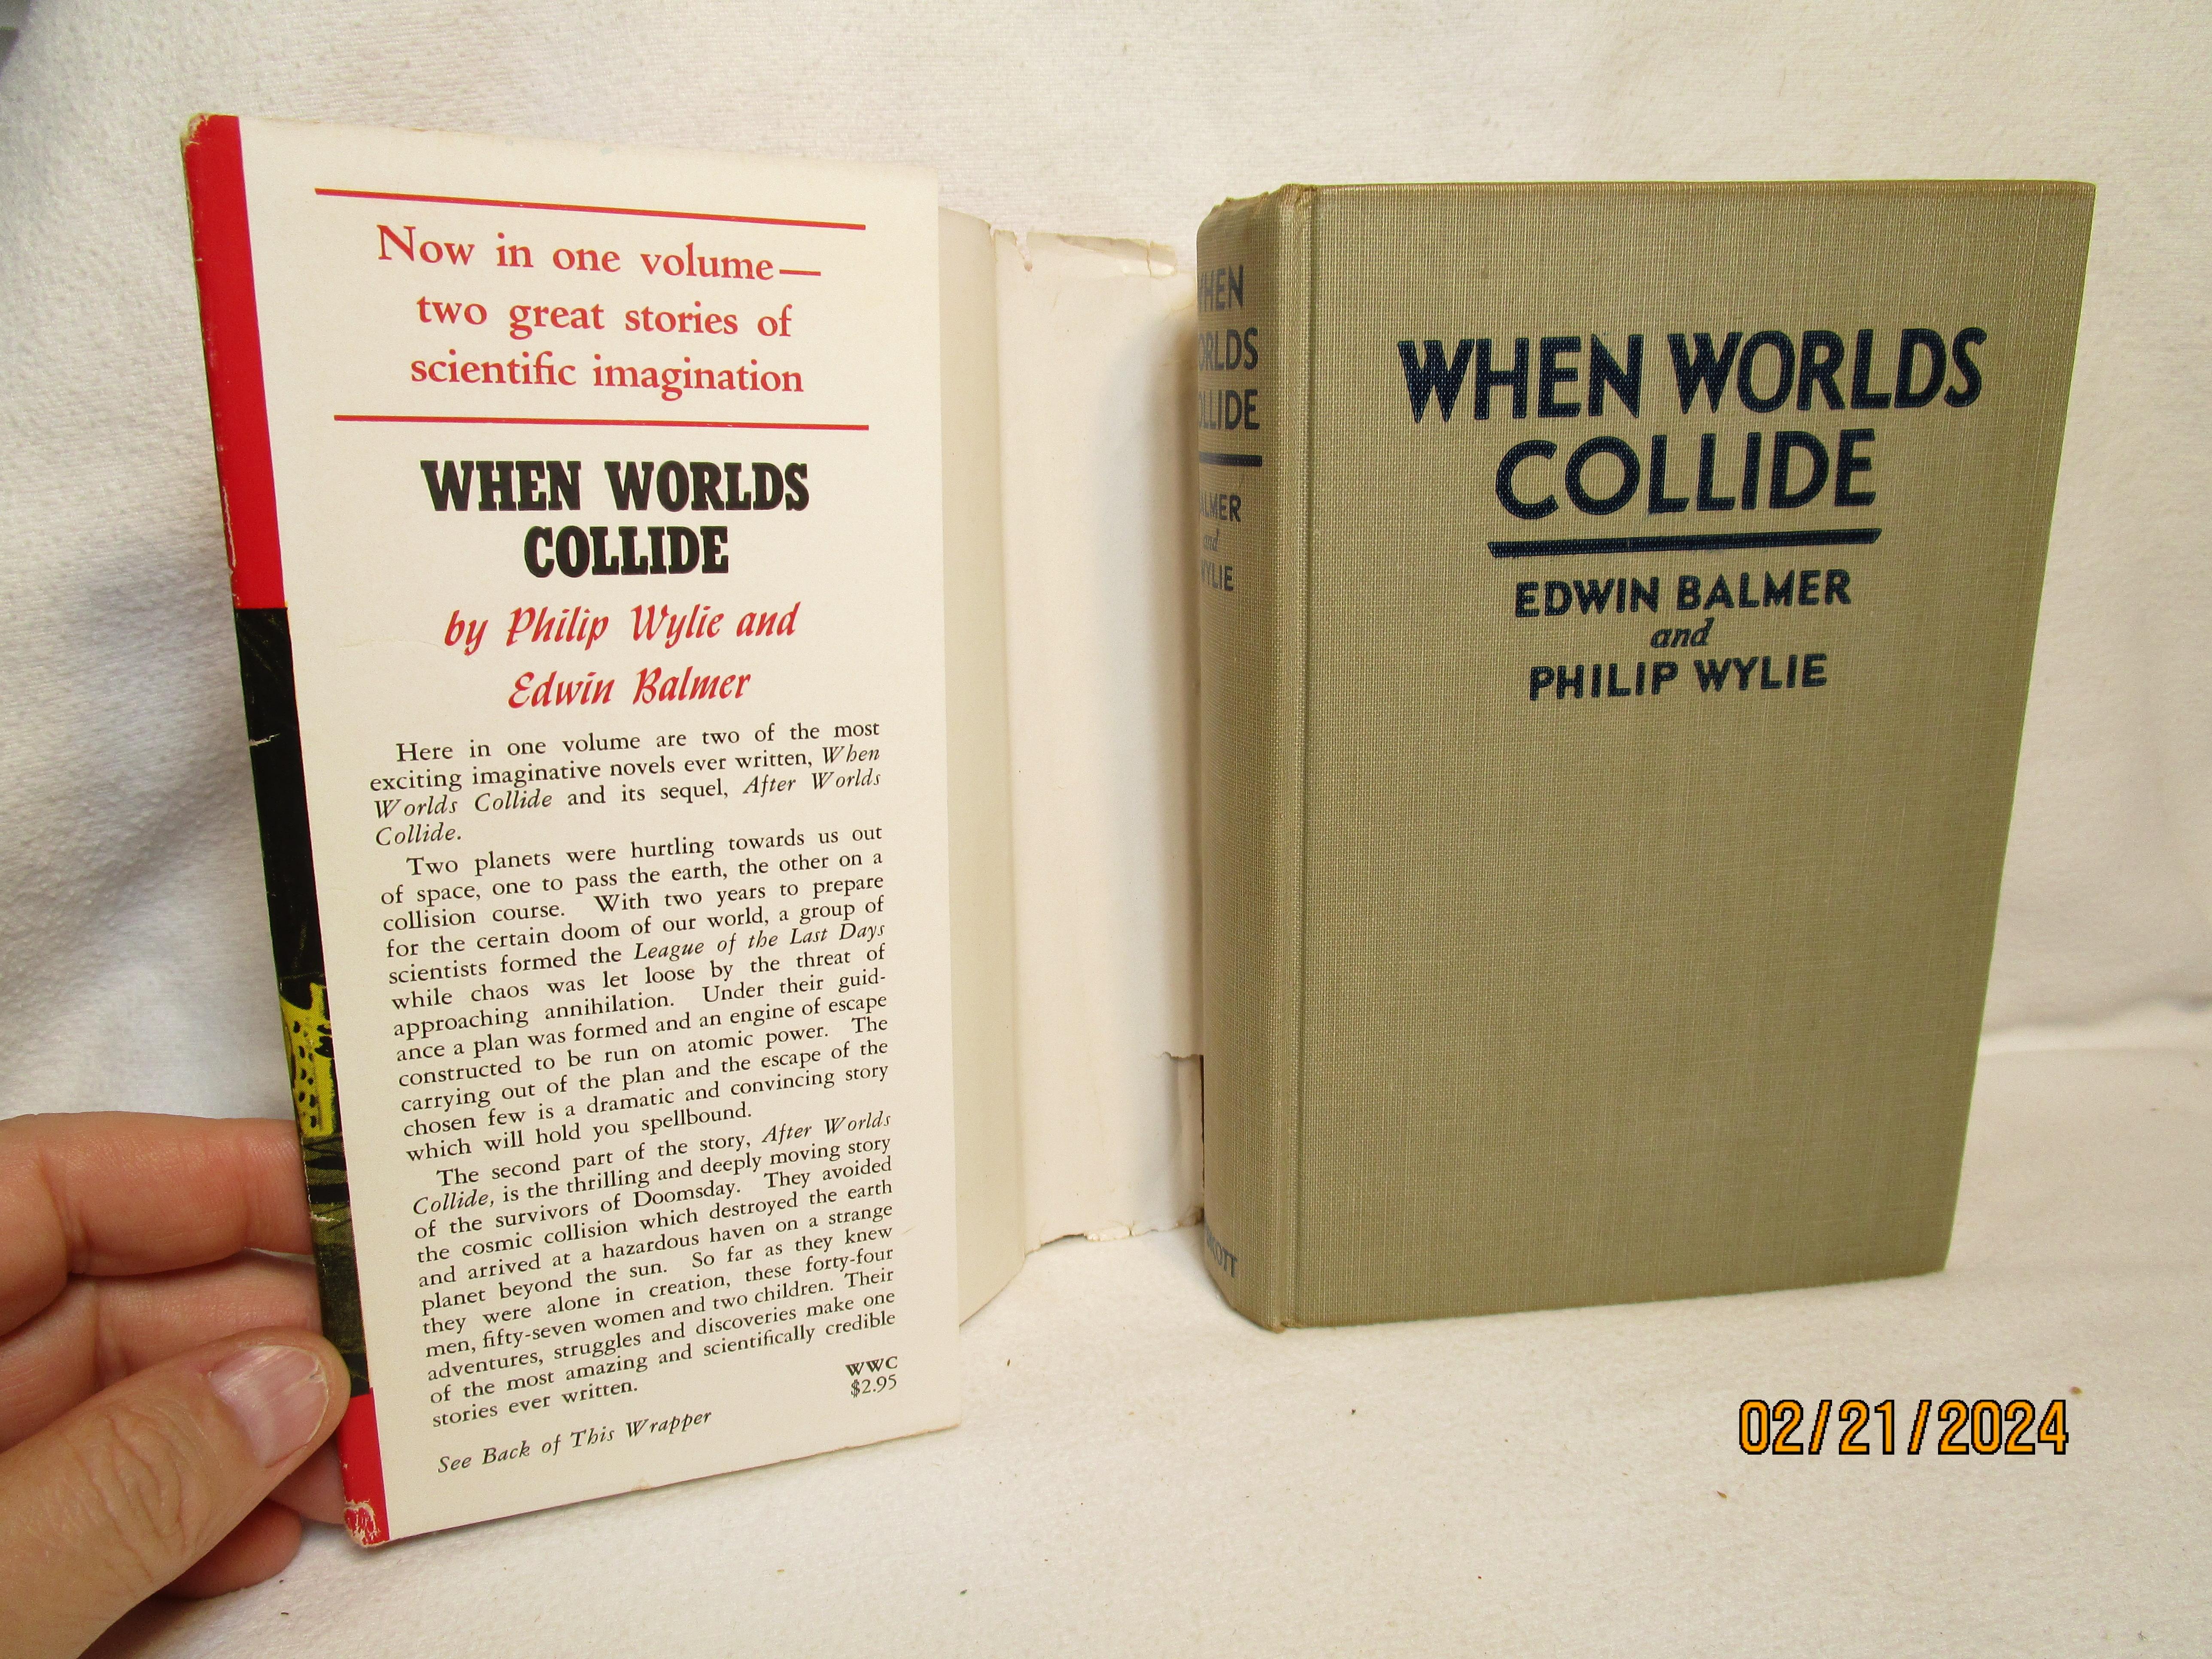 Now in one volume—
two great stories of
scientific imagination
WHEN WORLDS
COLLIDE
by Philip Wylie and
Edwin Balmer
Here in one volume are two of the most
exciting imaginative novels ever written, When
Worlds Collide and its sequel, After Worlds
Collide.
Two planets were hurtling towards us out
of space, one to pass the earth, the other on a
collision course. With two years to prepare
for the certain doom of our world, a group of
scientists formed the League of the Last Days
while chaos was let loose by the threat of
approaching annihilation. Under their guid-
ance a plan was formed and an engine of escape
constructed to be run on atomic power. The
carrying out of the plan and the escape of the
chosen few is a dramatic and convincing story
which will hold you spellbound.
The second part of the story, After Worlds
Collide, is the thrilling and deeply moving story
of the survivors of Doomsday. They avoided
the cosmic collision which destroyed the earth
and arrived at a hazardous haven on a strange
planet beyond the sun. So far as they knew
they were alone in creation, these forty-four
men, fifty-seven women and two children. Their
adventures, struggles and discoveries make one
of the most amazing and scientifically credible
stories ever written.
WWC
$2.95
See Back of This Wrapper
WHEN
WORLDS
COLLIDE
BALMER
and
WYLIE
WHEN WORLDS
COLLIDE
EDWIN BALMER
and
PHILIP WYLIE
02/21/2024